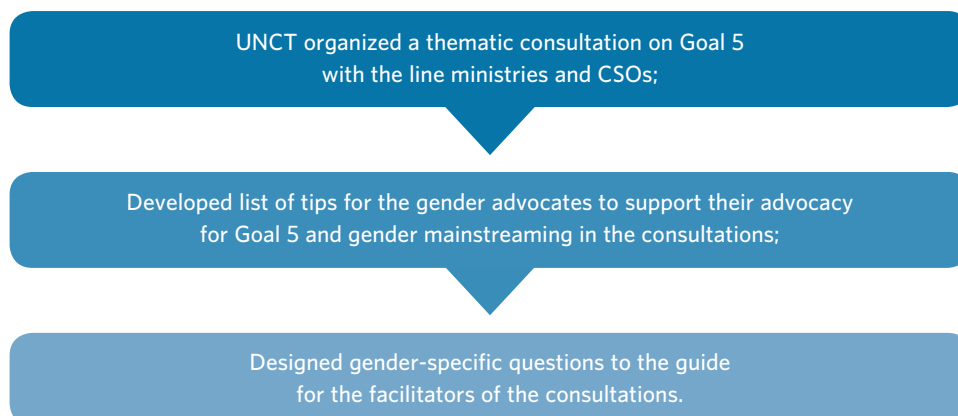 UNCT organized a thematic consultation on Goal 5
with the line ministries and CSOs;
Developed list of tips for the gender advocates to support their advocacy
for Goal 5 and gender mainstreaming in the consultations;
Designed gender-specific questions to the guide
for the facilitators of the consultations.